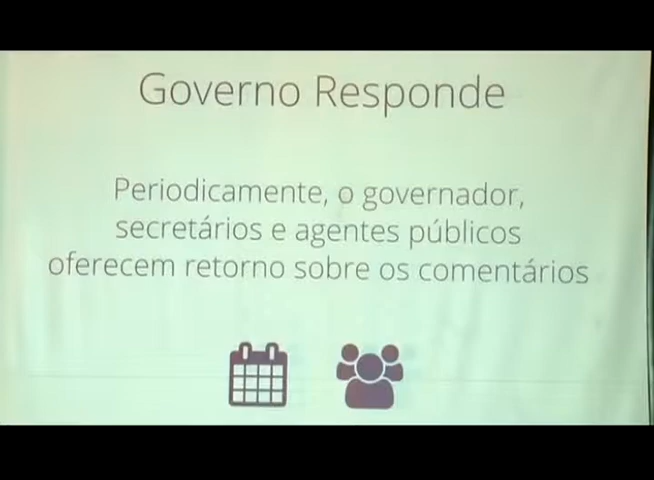 Governo Responde
Periodicamente, o governador,
secretários e agentes públicos
oferecem retorno sobre os comentários